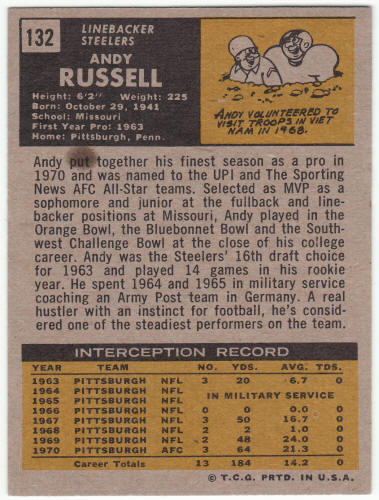 132
LINEBACKER
STEELERS
ANDY
RUSSELL
Height: 6'2" Weight: 225
Born: October 29, 1941
School: Missouri
First Year Pro: 1963
Home: Pittsburgh, Penn.
ANDY VOLUNTEERED TO
VISIT TROOPS IN VIET
NAM IN 1968.
Andy put together his finest season as a pro in
1970 and was named to the UPI and The Sporting
News AFC All-Star teams. Selected as MVP as a
sophomore and junior at the fullback and line-
backer positions at Missouri, Andy played in the
Orange Bowl, the Bluebonnet Bowl and the South-
west Challenge Bowl at the close of his college
career. Andy was the Steelers' 16th draft choice
for 1963 and played 14 games in his rookie
year. He spent 1964 and 1965 in military service
coaching an Army Post team in Germany. A real
hustler with an instinct for football, he's consid-
ered one of the steadiest performers on the team.
INTERCEPTION RECORD
YEAR TEAM NO. YDS. AVG. TDS.
1963 PITTSBURGH NFL 3 20 6.7 0
1964 PITTSBURGH NFL
1965 PITTSBURGH NFL IN MILITARY SERVICE
1966 PITTSBURGH NFL
1967 PITTSBURGH NFL 3 50 16.7 0
1968 PITTSBURGH NFL 2 2 1.0 0
1969 PITTSBURGH NFL 2 48 24.0 0
1970 PITTSBURGH AFC 3 64 21.3 0
Career Totals 13 184 14.2 0
© T.C.G. PRTD. IN U.S.A.